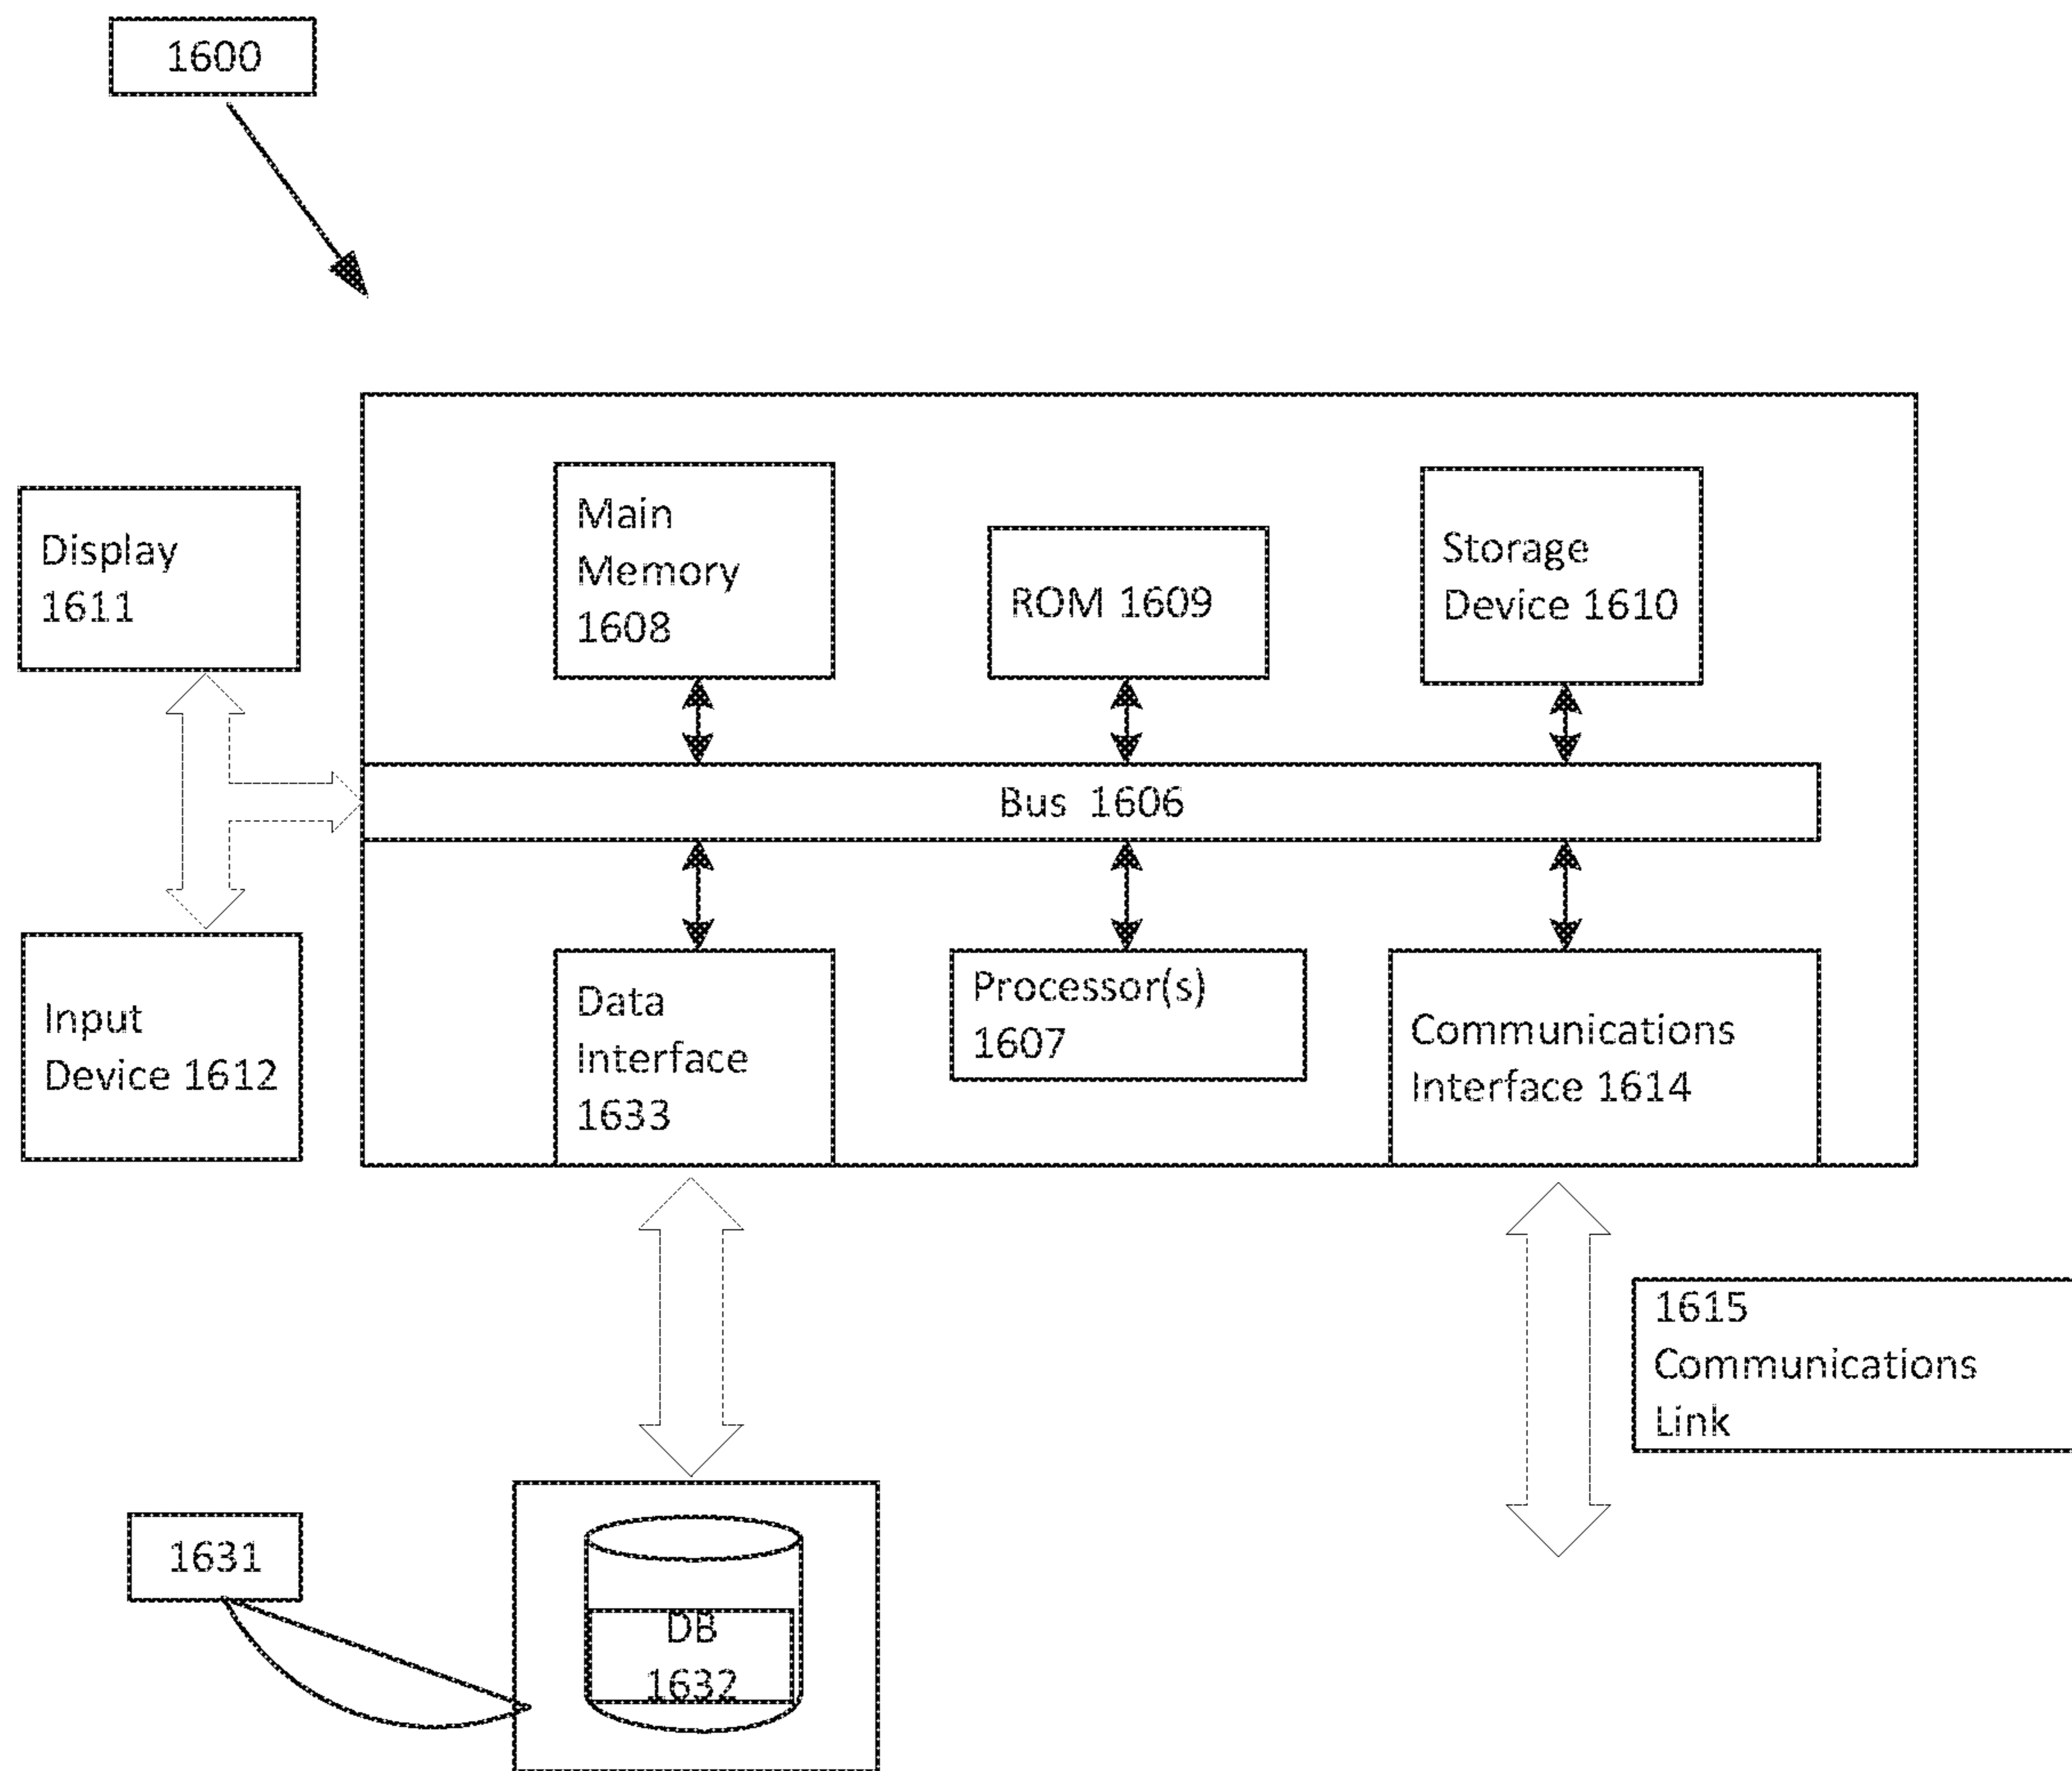 1600
Display
1611
Main
Memory
1608
ROM 1609
Storage
Device 1610
Bus 1606
Input
Device 1612
Data
Interface
1633
Processor(s)
1607
Communications
Interface 1614
1615
Communications
Link
1631
DB
1632